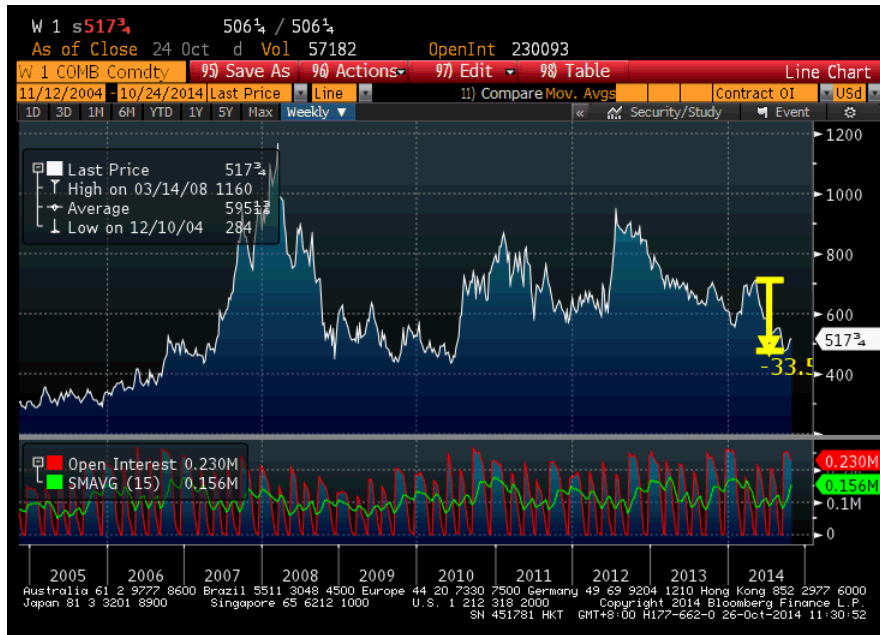 W 1 s517¾ 506¼ / 506¼
As of Close 24 Oct d Vol 57182 OpenInt 230093
W 1 COMB Comdty 95) Save As 96) Actions 97) Edit 98) Table Line Chart
11/12/2004 - 10/24/2014 Last Price Line 11) Compare Mov. Avgs Contract OI USd
1D 3D 1M 6M YTD 1Y 5Y Max Weekly ▼ « Security/Study Event
1200
Last Price 517¾
High on 03/14/08 1160
Average
Low on 12/10/04 284
1000
800
600
517¾
400
-33.5
Open Interest 0.230M
SMAVG (15) 0.156M
0.230M
0.156M
0.1M
0
2005 2006 2007 2008 2009 2010 2011 2012 2013 2014
Australia 61 2 9777 8600 Brazil 5511 3048 4500 Europe 44 20 7330 7500 Germany 49 69 9204 1210 Hong Kong 852 2977 6000
Japan 81 3 3201 8900 Singapore 65 6212 1000 U.S. 1 212 318 2000 Copyright 2014 Bloomberg Finance L.P.
SN 451781 HKT GMT+8:00 H177-662-0 26-Oct-2014 11:30:52